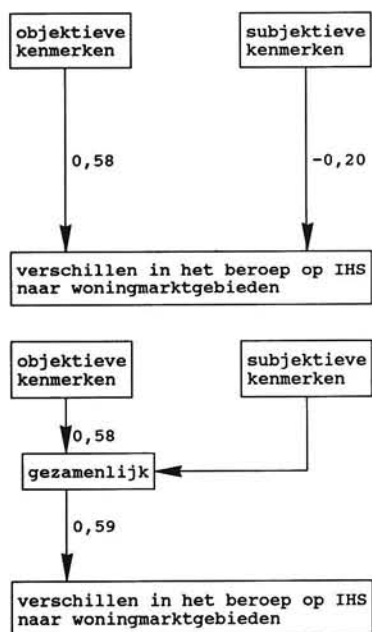 objektieve
kenmerken
subjektieve
kenmerken
0,58
-0,20
verschillen in het beroep op IHS
naar woningmarktgebieden
objektieve
kenmerken
subjektieve
kenmerken
0,58
gezamenlijk
0,59
verschillen in het beroep op IHS
naar woningmarktgebieden